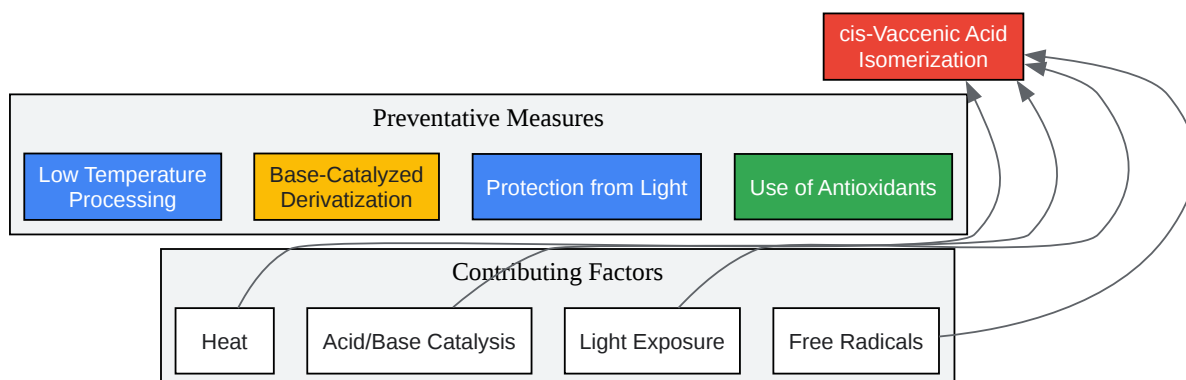 cis-Vaccenic Acid
Isomerization
Preventative Measures
Low Temperature
Processing
Base-Catalyzed
Derivatization
Protection from Light
Use of Antioxidants
Contributing Factors
Heat
Acid/Base Catalysis
Light Exposure
Free Radicals